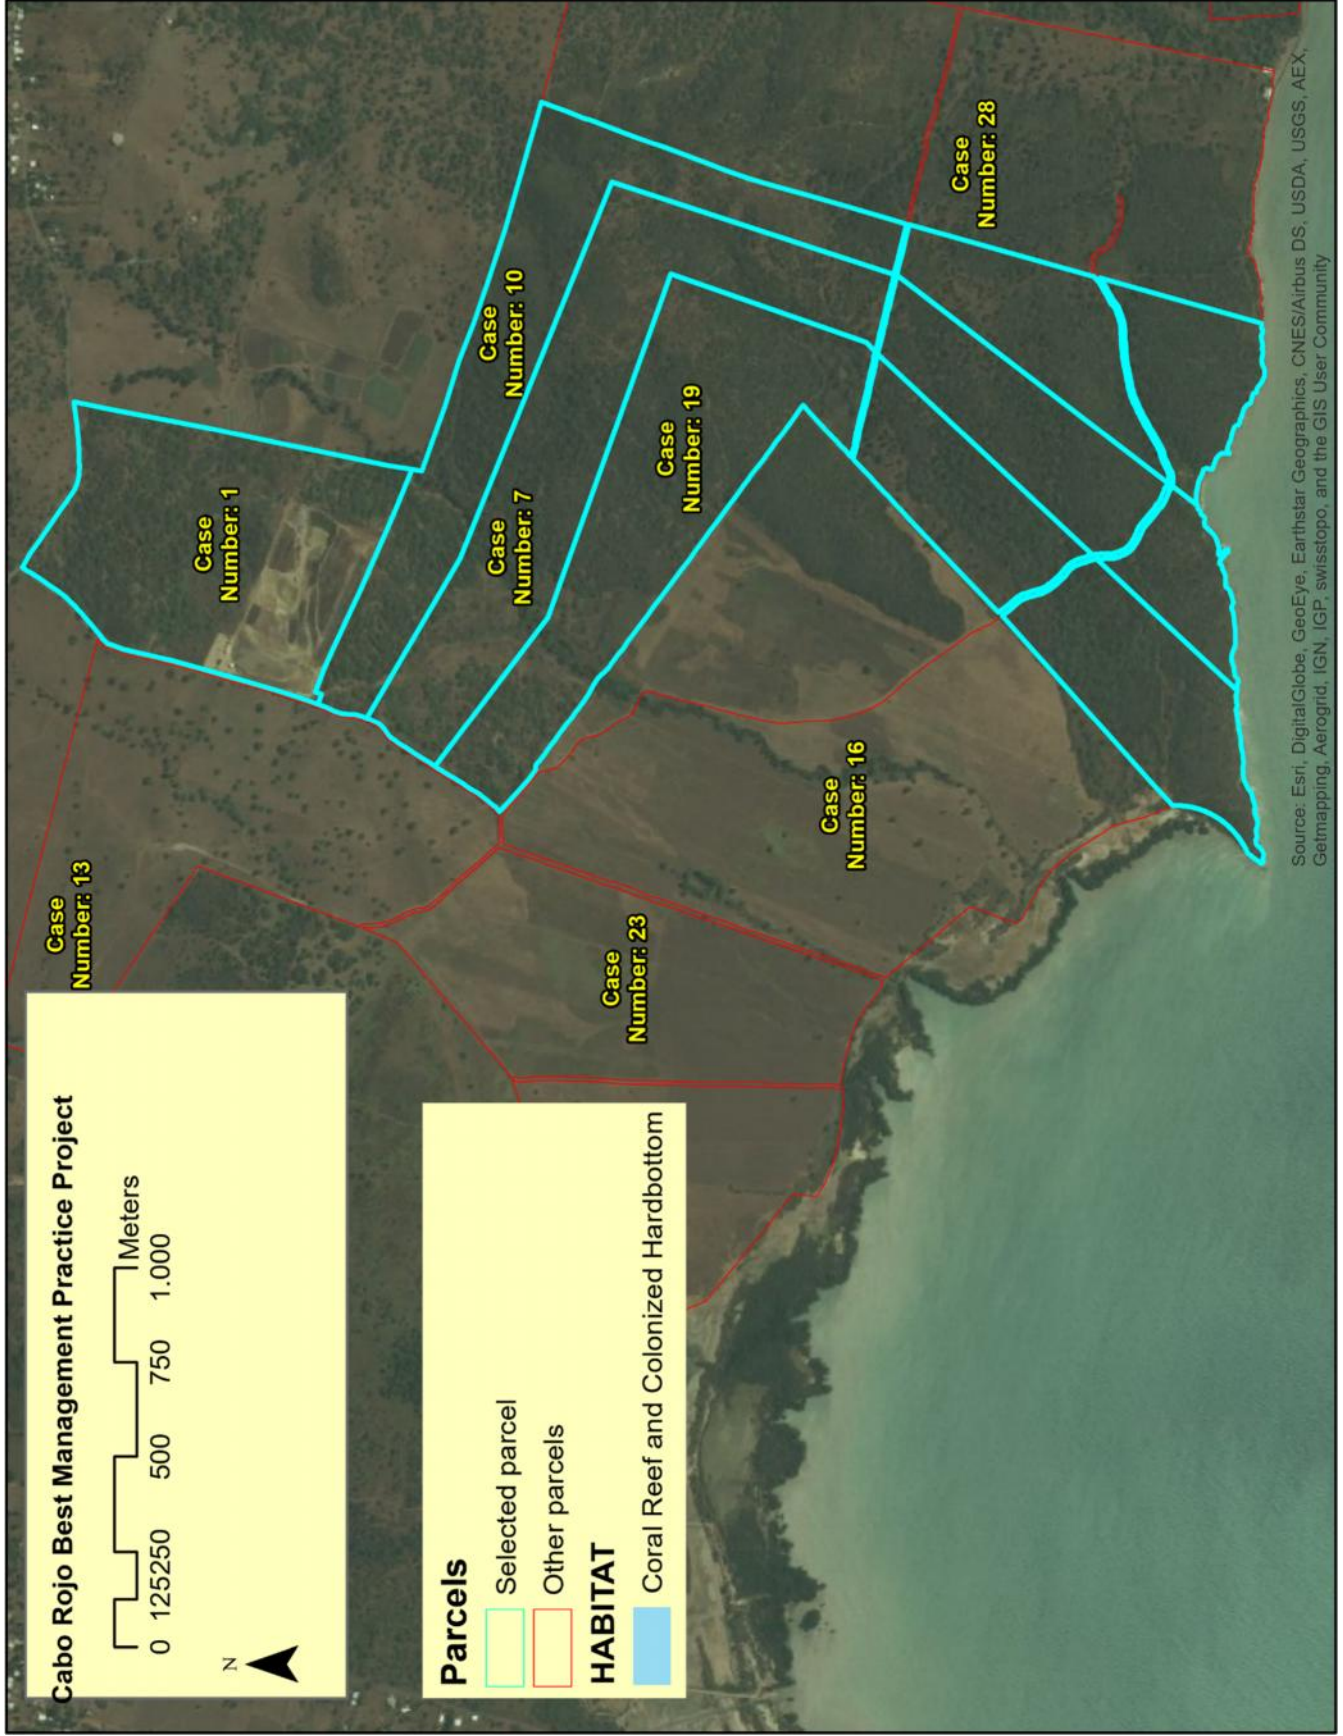 Cabo Rojo Best Management Practice Project
0 125250 500 750 1.000
Meters
N
Parcels
Selected parcel
Other parcels
HABITAT
Coral Reef and Colonized Hardbottom
Case
Number: 13
Case
Number: 1
Case
Number: 10
Case
Number: 7
Case
Number: 19
Case
Number: 23
Case
Number: 16
Case
Number: 28
Source: Esri, DigitalGlobe, GeoEye, Earthstar Geographics, CNES/Airbus DS, USDA, USGS, AEX,
Getmapping, Aerogrid, IGN, IGP, swisstopo, and the GIS User Community